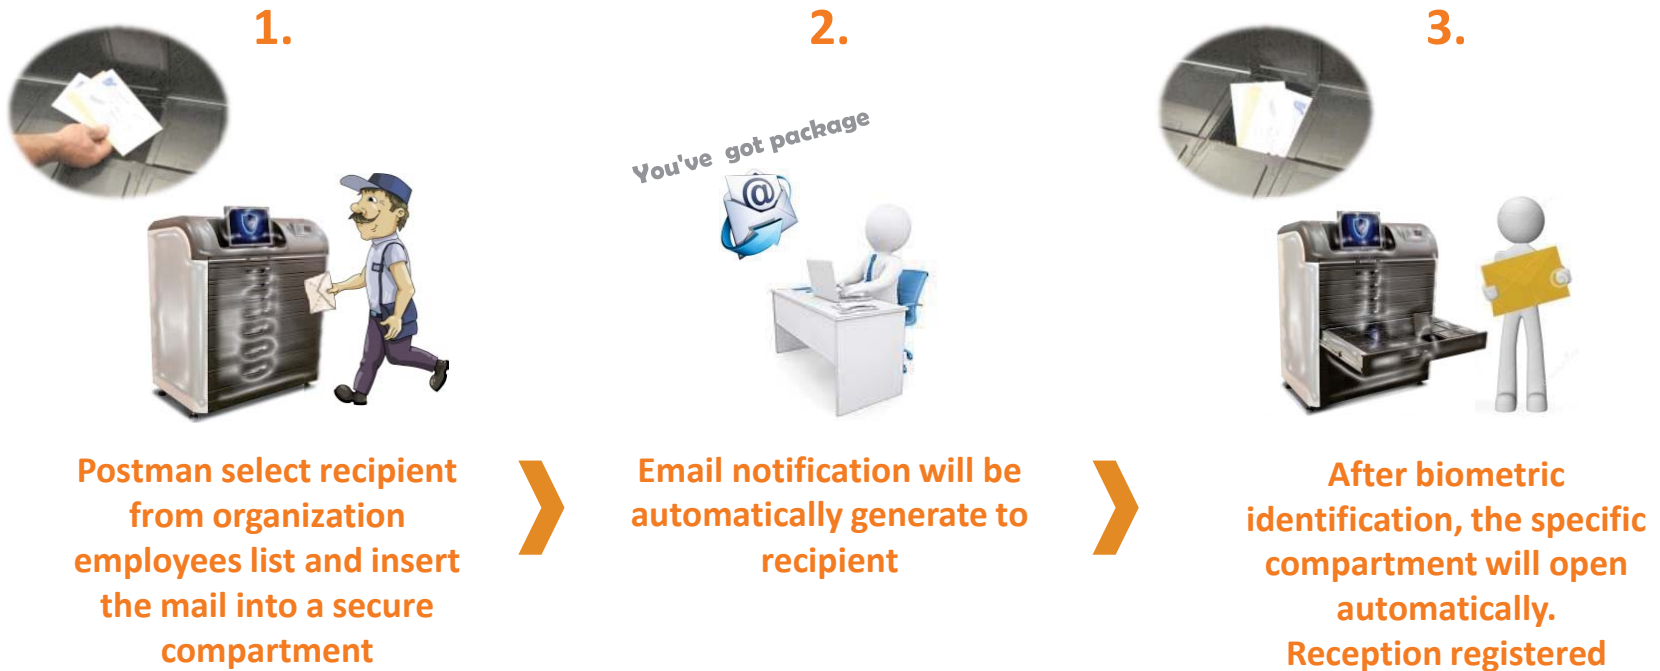 1.
Postman select recipient
from organization
employees list and insert
the mail into a secure
compartment
2.
You've got package
@
Email notification will be
automatically generate to
recipient
3.
After biometric
identification, the specific
compartment will open
automatically.
Reception registered